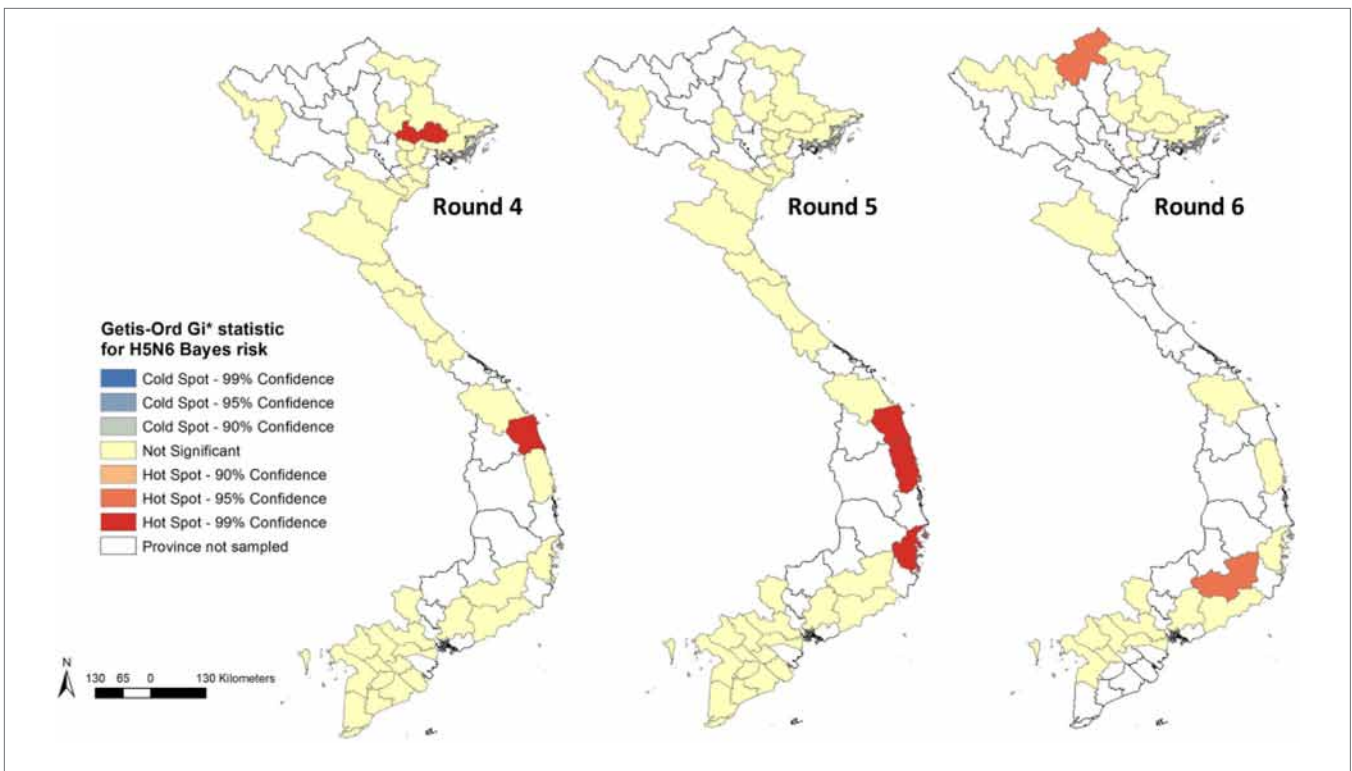 Round 4
Round 5
Round 6
Getis-Ord Gi* statistic
for H5N6 Bayes risk
Cold Spot - 99% Confidence
Cold Spot - 95% Confidence
Cold Spot - 90% Confidence
Not Significant
Hot Spot - 90% Confidence
Hot Spot - 95% Confidence
Hot Spot - 99% Confidence
Province not sampled
N
130 65 0 130 Kilometers